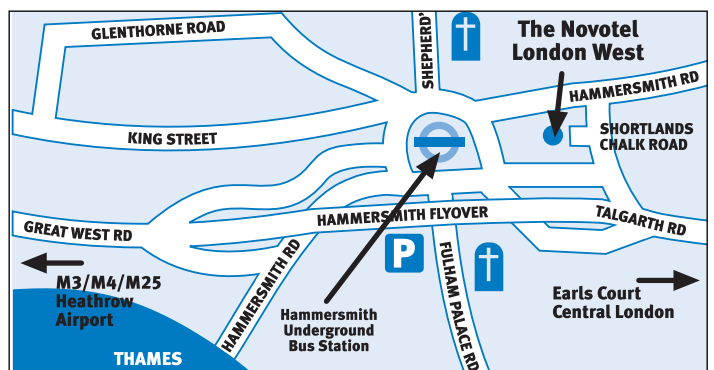 GLENTHORNE ROAD
SHEPHERD'
The Novotel
London West
HAMMERSMITH RD
KING STREET
SHORTLANDS
CHALK ROAD
HAMMERSMITH FLYOVER
TALGARTH RD
GREAT WEST RD
M3/M4/M25
Heathrow
Airport
HAMMERSMITH RD
P
FULHAM PALACE RD
Earls Court
Central London
Hammersmith
Underground
Bus Station
THAMES